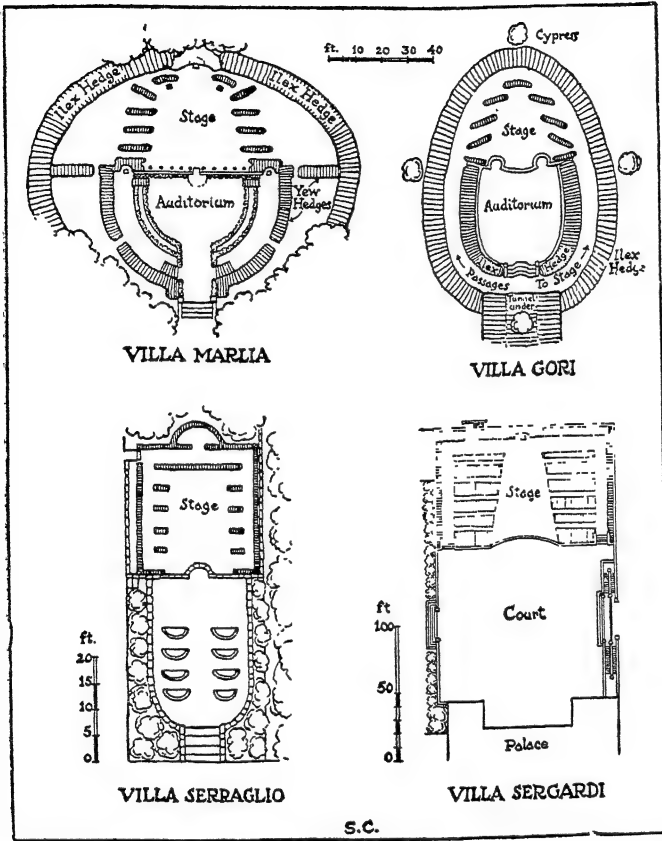 ft. 0 10 20 30 40
Cypress
Ilex Hedge
Ilex Hedge
Stage
Auditorium
Yew
Hedges
VILLA MARLIA
Stage
Auditorium
Ilex
Hedge
Ilex Hedge
Passages To Stage
Tunnel
under
VILLA GORI
Stage
ft.
20
15
10
5
0
VILLA SERRAGLIO
Stage
Court
ft
100
50
0
Palace
VILLA SERGARDI
S.C.